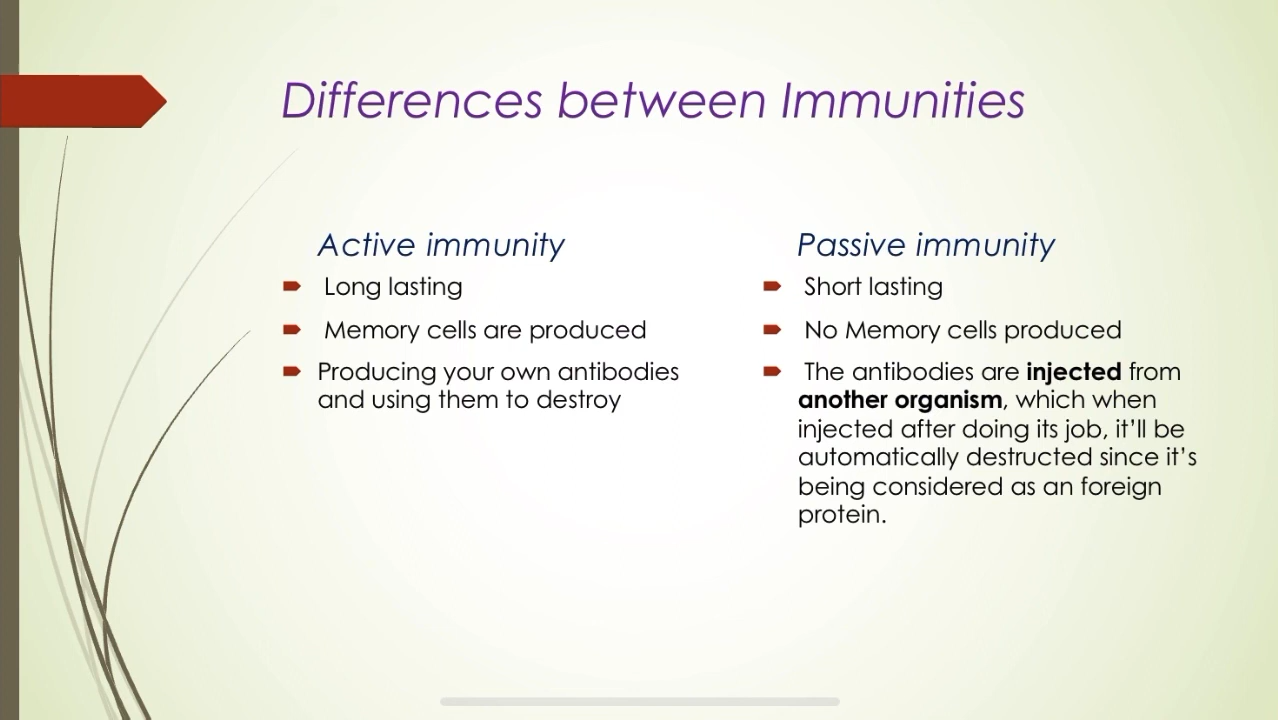 Differences between Immunities
Active immunity
Long lasting
Memory cells are produced
Producing your own antibodies
and using them to destroy
Passive immunity
Short lasting
No Memory cells produced
The antibodies are injected from
another organism, which when
injected after doing its job, it’ll be
automatically destructed since it’s
being considered as an foreign
protein.